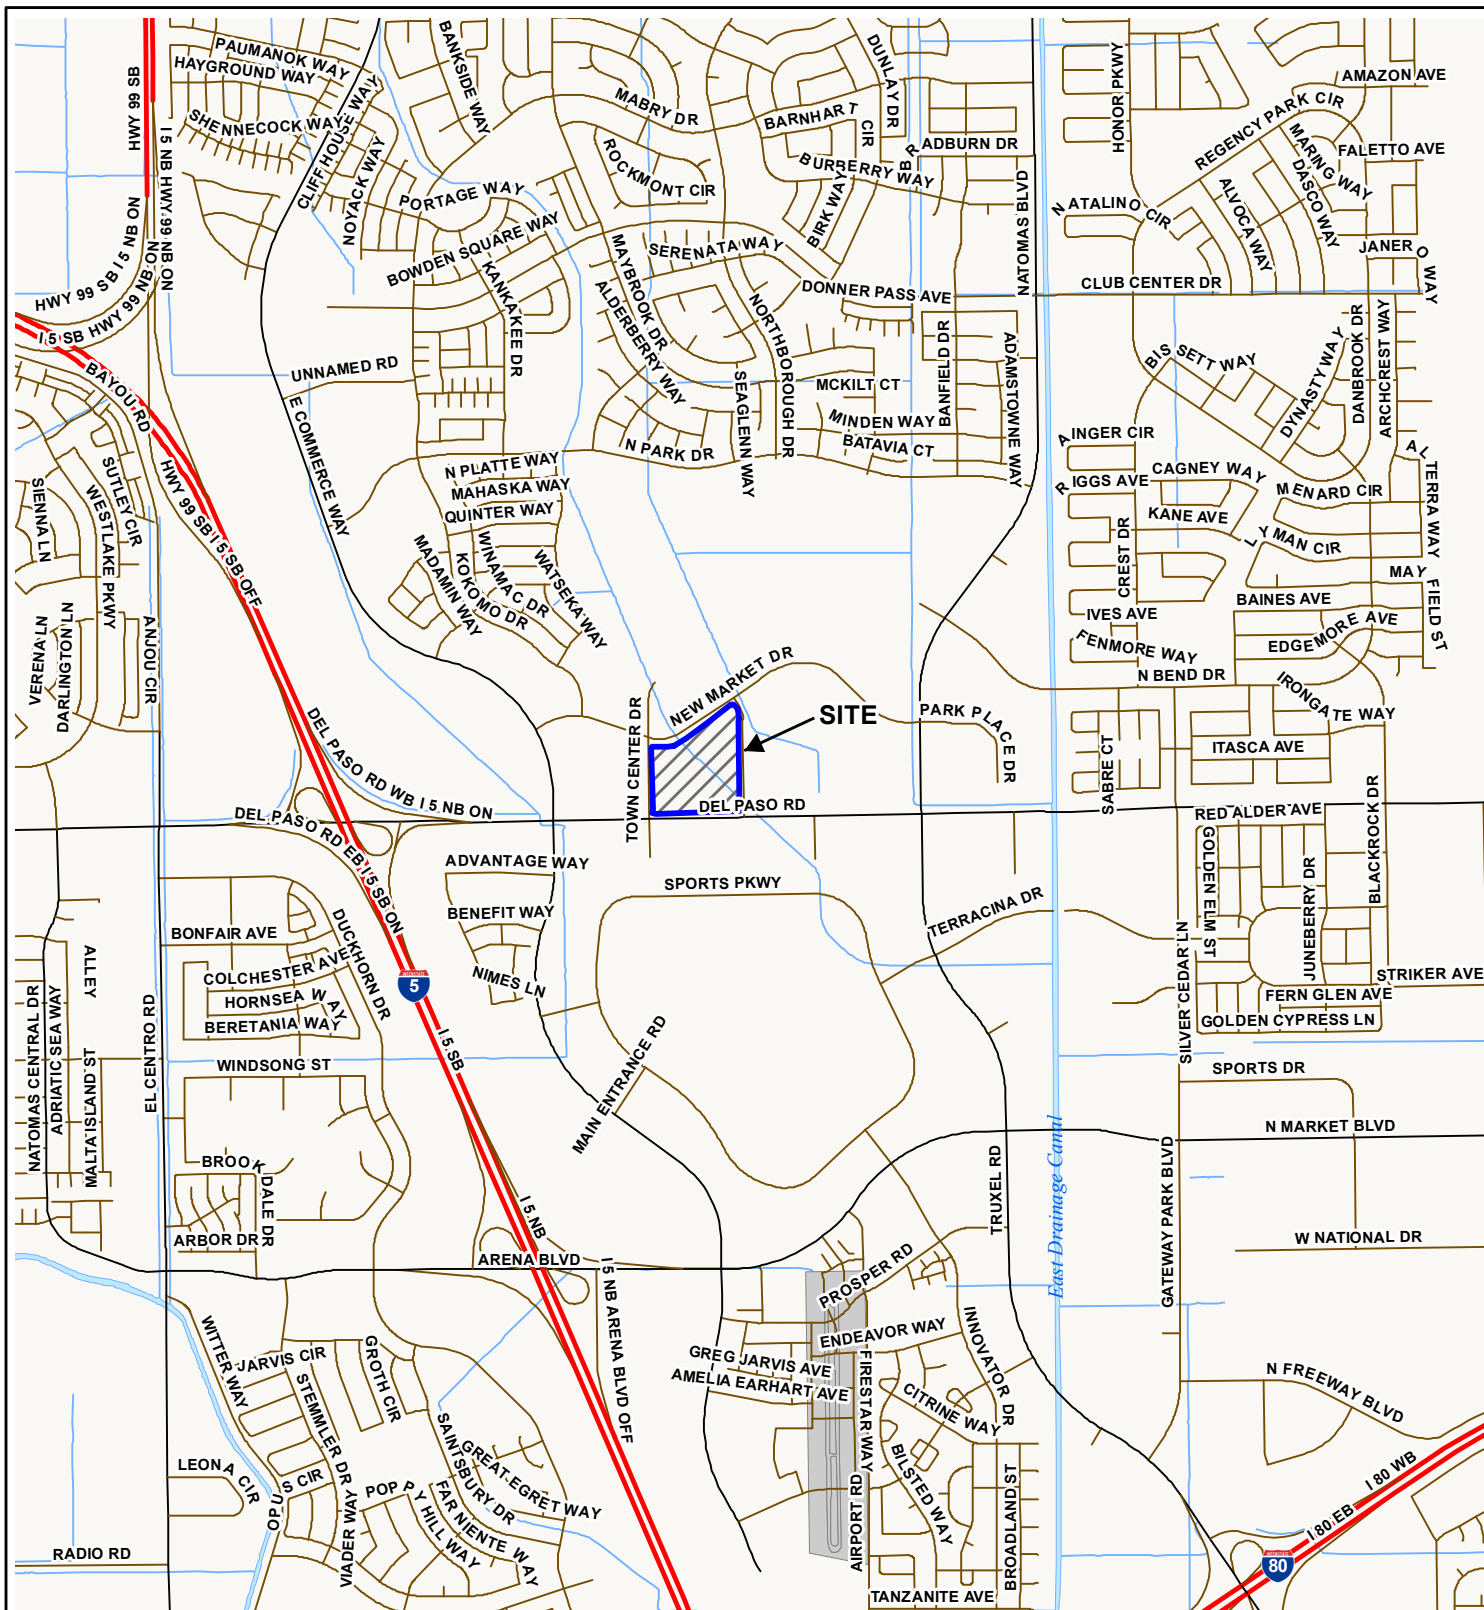 PAUMANOK WAY
HAYGROUND WAY
SHENNECOCK WAY
CLIFFHOUSE WAY
NOYACK WAY
BANKSIDE WAY
HWY 99 SB
I 5 NB HWY 99 NB ON
HWY 99 SB I 5 NB ON
I 5 SB HWY 99 NB ON
PORTAGE WAY
BOWDEN SQUARE WAY
KANKAKEE DR
MABRY DR
ROCKMONT CIR
BARNHART CIR
DUNLAY DR
BURBERRY WAY
BRADBURN DR
BIRK WAY
SERENATA WAY
MAYBROOK DR
ALDERBERRY WAY
NORTHBOROUGH DR
DONNER PASS AVE
NATOMAS BLVD
HONOR PKWY
AMAZON AVE
REGENCY PARK CIR
MARING WAY
FALETTO AVE
DASCO WAY
ALVOCA WAY
NATALINO CIR
JANERO WAY
CLUB CENTER DR
UNNAMED RD
BAYOU RD
E COMMERCE WAY
SEAGLENN WAY
MCKILT CT
MINDEN WAY
BATAVIA CT
BANFIELD DR
ADAMSTOWNE WAY
BISSETT WAY
DYNASTY WAY
DANBROOK DR
ARCHCREST WAY
AINGER CIR
N PARK DR
N PLATTE WAY
MAHASKA WAY
QUINTER WAY
CAGNEY WAY
RIGGS AVE
MENARD CIR
ALTERRA WAY
KANE AVE
LYMAN CIR
CREST DR
SIENNA LN
SUTLEY CIR
WESTLAKE PKWY
HWY 99 SB I 5 SB OFF
MADAMIN WAY
KOKOMO DR
WINAMAC DR
WATSEKA WAY
MAYFIELD ST
BAINES AVE
IVES AVE
EDGEMORE AVE
FENMORE WAY
N BEND DR
VERENA LN
DARLINGTON LN
ANJOU CIR
IRONGATE WAY
NEW MARKET DR
SITE
PARK PLACE DR
TOWN CENTER DR
DEL PASO RD WB I 5 NB ON
ITASCA AVE
SABRE CT
DEL PASO RD
DEL PASO RD EB I 5 SB ON
RED ALDER AVE
BLACKROCK DR
ADVANTAGE WAY
SPORTS PKWY
GOLDEN ELM ST
JUNEBERRY DR
BENEFIT WAY
TERRACINA DR
BONFAIR AVE
DUCKHORN DR
ALLEY
COLCHESTER AVE
NIMES LN
HORNSEA WAY
BERETANIA WAY
5
STRIKER AVE
FERN GLEN AVE
GOLDEN CYPRESS LN
SILVER CEDAR LN
NATOMAS CENTRAL DR
ADRIATIC SEA WAY
MALTA ISLAND ST
EL CENTRO RD
I 5 SB
MAIN ENTRANCE RD
WINDSONG ST
SPORTS DR
N MARKET BLVD
BROOKDALE DR
I 5 NB
TRUXEL RD
East Drainage Canal
GATEWAY PARK BLVD
ARBOR DR
ARENA BLVD
W NATIONAL DR
I 5 NB ARENA BLVD OFF
PROSPER RD
WITTER WAY
JARVIS CIR
GROTH CIR
STEMMLER DR
ENDEAVOR WAY
GREG JARVIS AVE
AMELIA EARHART AVE
FIRESTAR WAY
INNOVATOR DR
CITRINE WAY
N FREEWAY BLVD
SAINTSBURY DR
GREAT EGRET WAY
LEONA CIR
OPUS CIR
VIADER WAY
POPPY HILL WAY
FAR NIENTE WAY
BILSTED WAY
BROADLAND ST
AIRPORT RD
I 80 WB
I 80 EB
80
RADIO RD
TANZANITE AVE